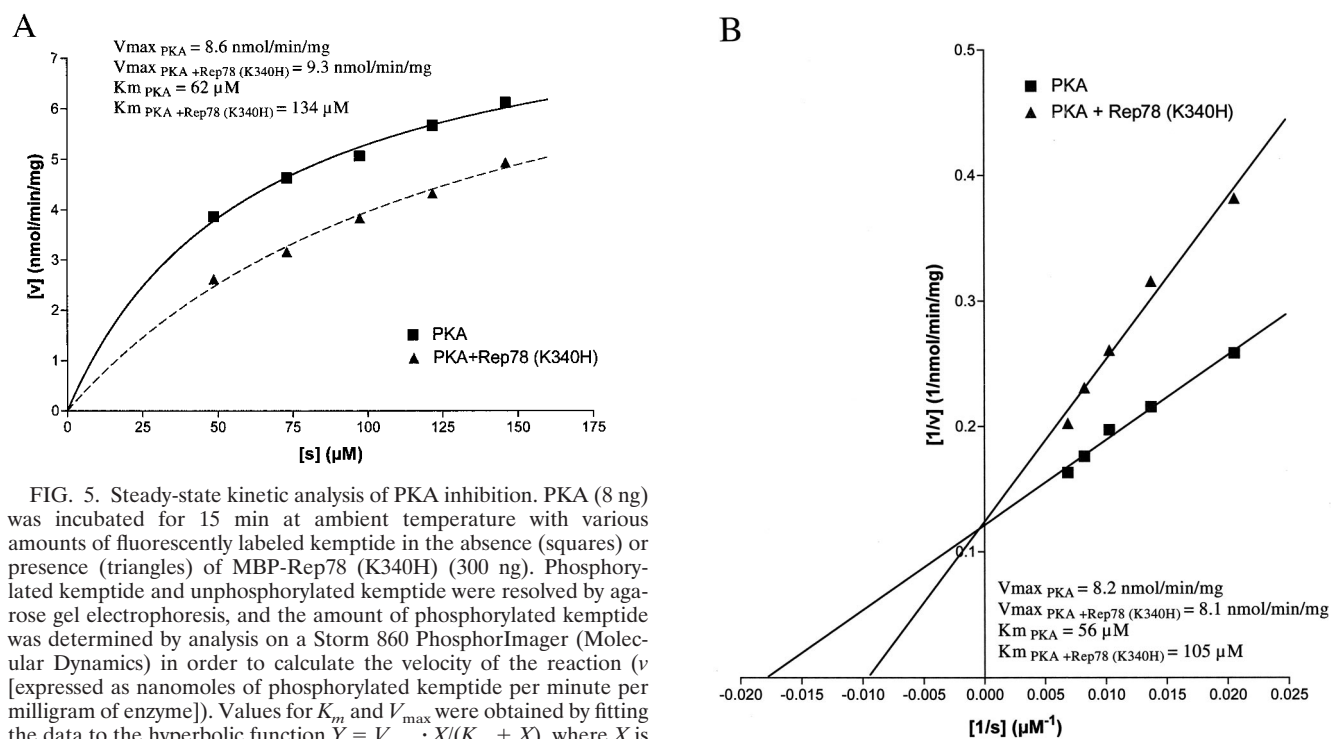 A
Vmax PKA = 8.6 nmol/min/mg
Vmax PKA +Rep78 (K340H) = 9.3 nmol/min/mg
Km PKA = 62 µM
Km PKA +Rep78 (K340H) = 134 µM
7
6
5
4
3
2
1
0
[v] (nmol/min/mg)
PKA
PKA+Rep78 (K340H)
0 25 50 75 100 125 150 175
[s] (µM)
FIG. 5. Steady-state kinetic analysis of PKA inhibition. PKA (8 ng)
was incubated for 15 min at ambient temperature with various
amounts of fluorescently labeled kemptide in the absence (squares) or
presence (triangles) of MBP-Rep78 (K340H) (300 ng). Phosphory-
lated kemptide and unphosphorylated kemptide were resolved by aga-
rose gel electrophoresis, and the amount of phosphorylated kemptide
was determined by analysis on a Storm 860 PhosphorImager (Molec-
ular Dynamics) in order to calculate the velocity of the reaction (v
[expressed as nanomoles of phosphorylated kemptide per minute per
milligram of enzyme]). Values for Km and Vmax were obtained by fitting
the data to the hyperbolic function Y = V · X/(K + X), where X is
B
0.5
0.4
0.3
0.2
0.1
[1/v] (1/nmol/min/mg)
PKA
PKA + Rep78 (K340H)
Vmax PKA = 8.2 nmol/min/mg
Vmax PKA +Rep78 (K340H) = 8.1 nmol/min/mg
Km PKA = 56 µM
Km PKA +Rep78 (K340H) = 105 µM
-0.020 -0.015 -0.010 -0.005 0.000 0.005 0.010 0.015 0.020 0.025
[1/s] (µM-1)